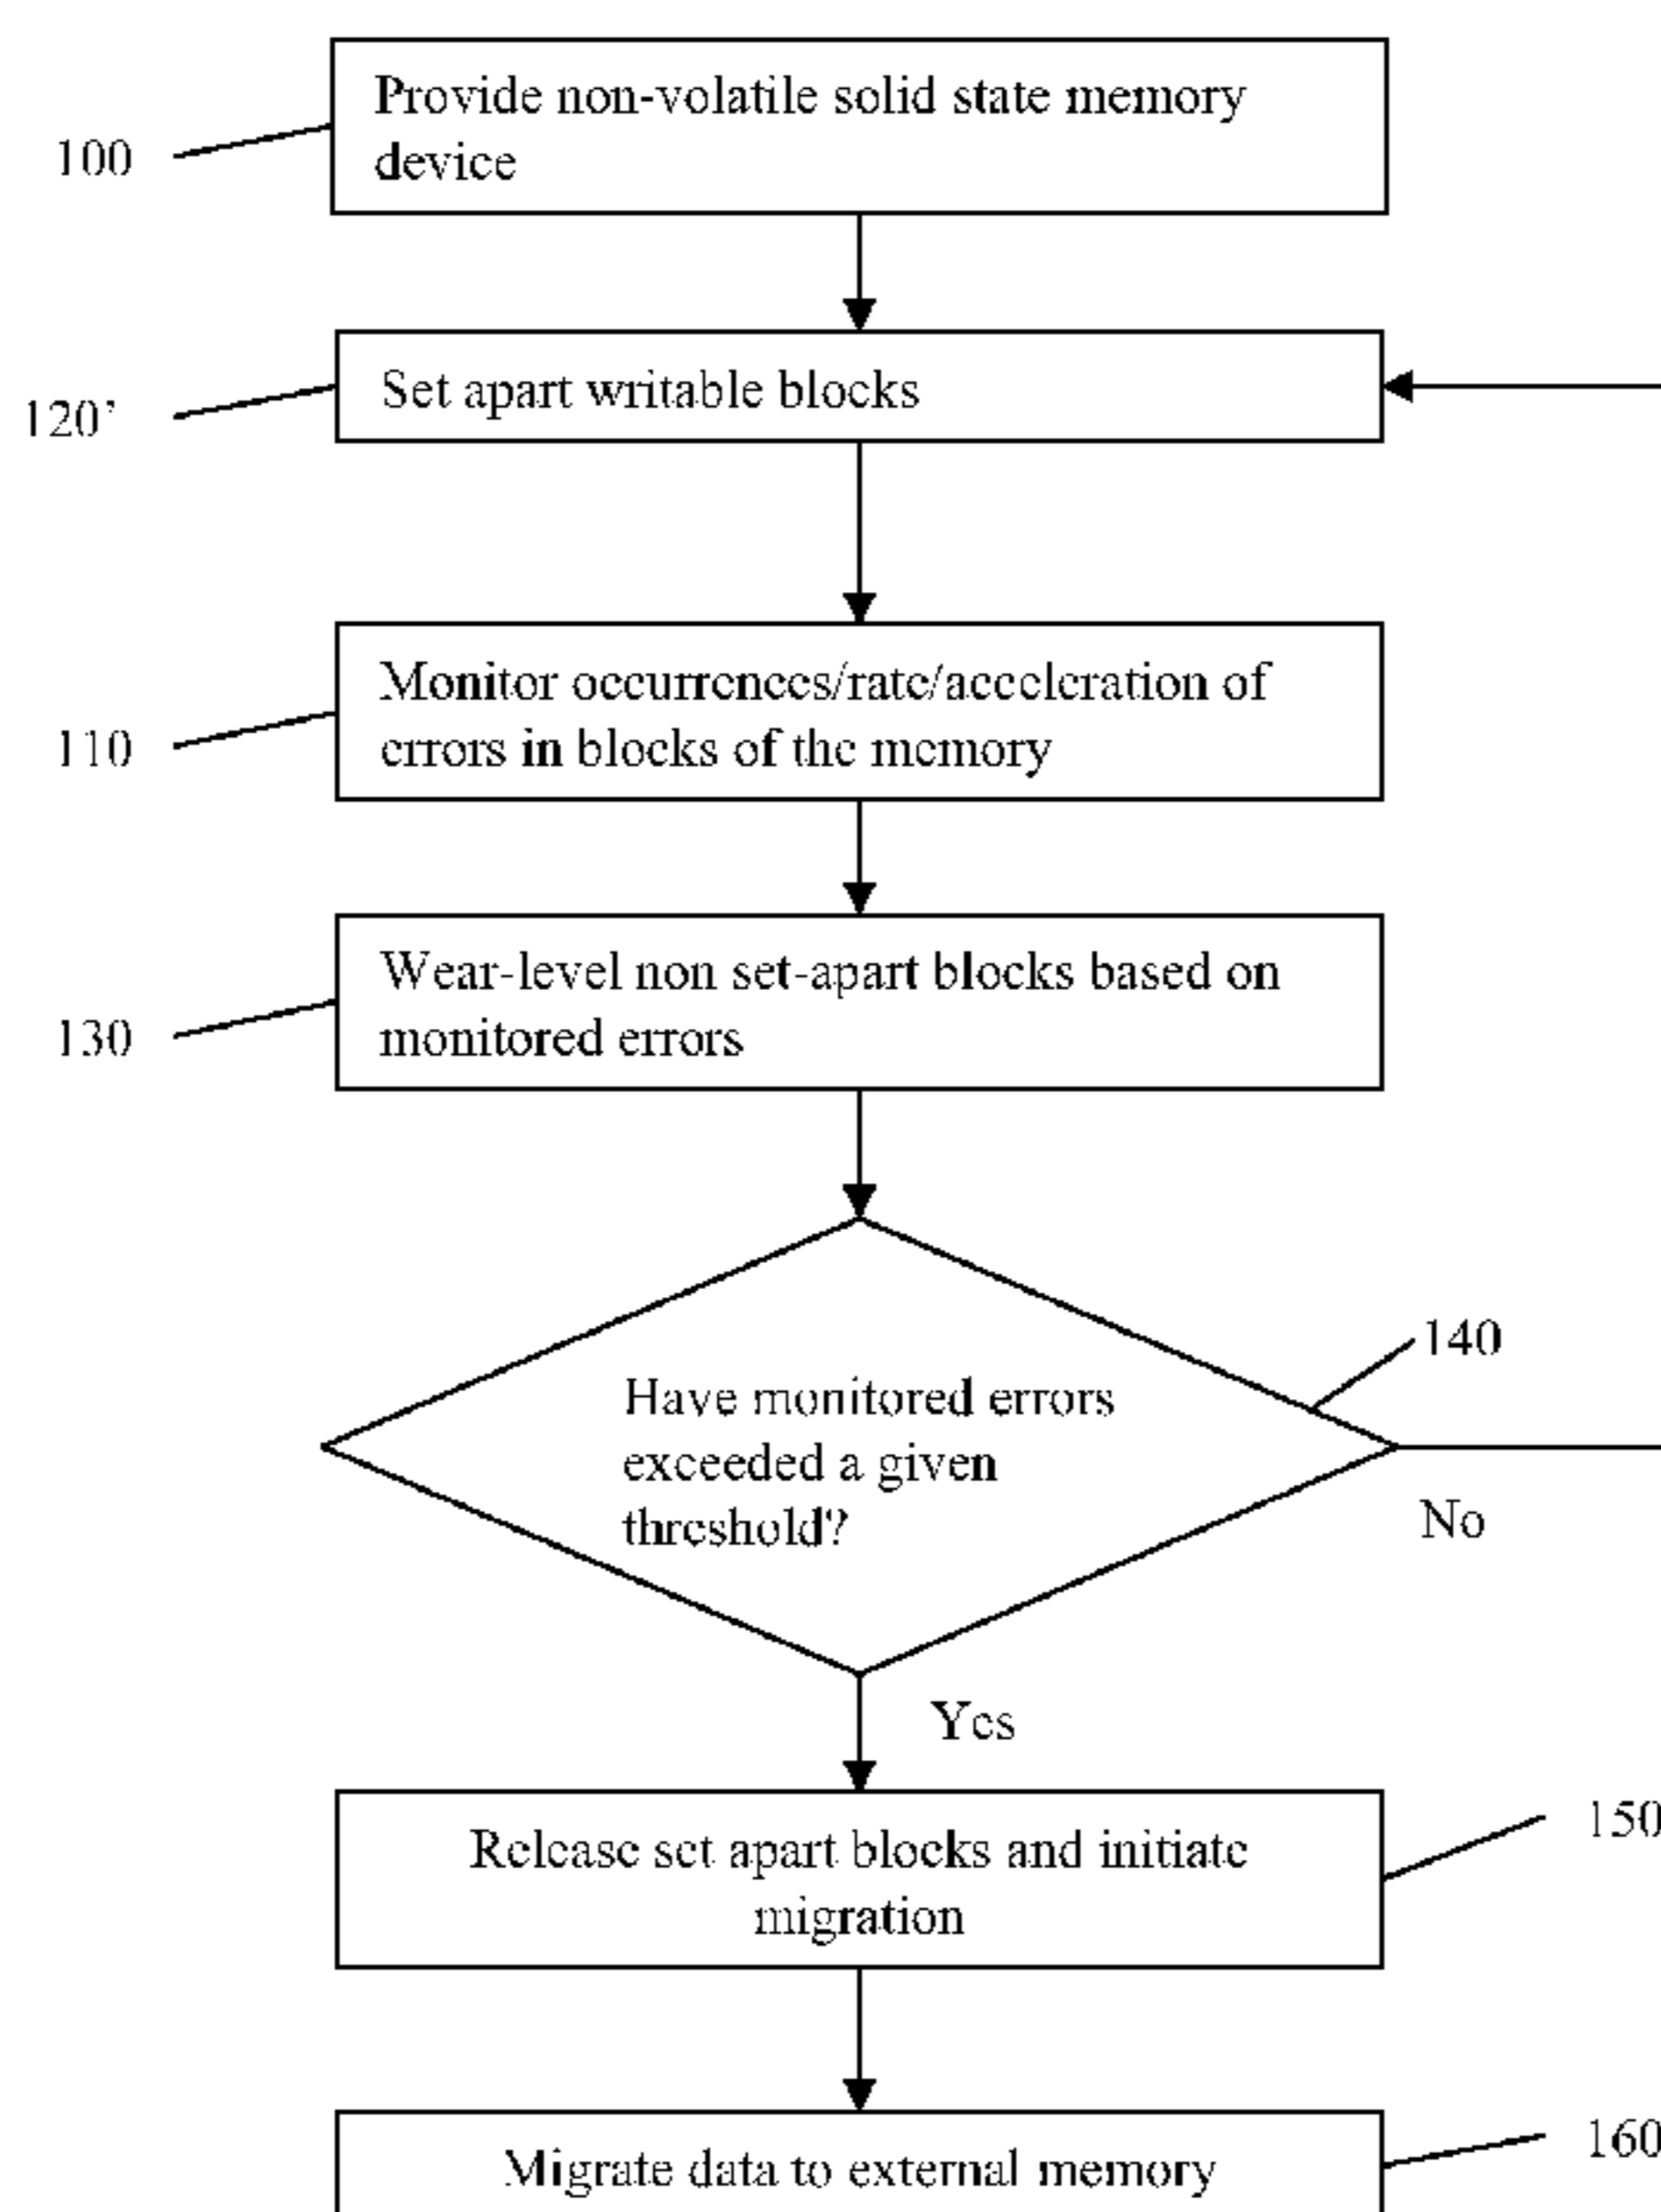 Provide non-volatile solid state memory
device
100
Set apart writable blocks
120’
Monitor occurrences/rate/acceleration of
errors in blocks of the memory
110
Wear-level non set-apart blocks based on
monitored errors
130
140
Have monitored errors
exceeded a given
threshold?
No
Yes
Release set apart blocks and initiate
migration
150
Migrate data to external memory
160